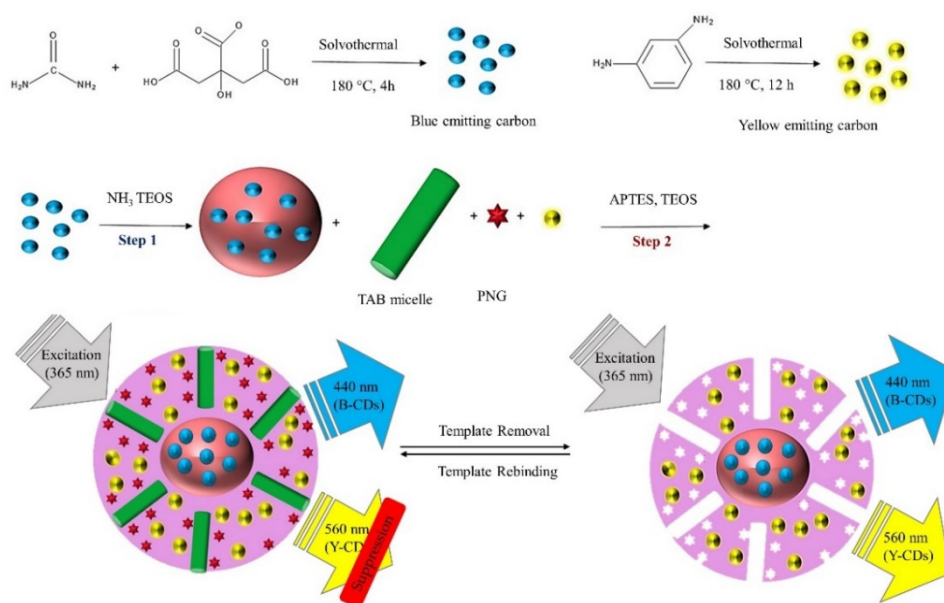 O
H₂N
NH₂
+
O
HO
O
O
OH
OH
Solvothermal
180 °C, 4h
Blue emitting carbon
H₂N
NH₂
Solvothermal
180 °C, 12 h
Yellow emitting carbon
NH₃ TEOS
Step 1
+
TAB micelle
+
PNG
+
APTES, TEOS
Step 2
Excitation
(365 nm)
440 nm
(B-CDs)
560 nm
(Y-CD
Suppression
Template Removal
Template Rebinding
Excitation
(365 nm)
440 nm
(B-CDs)
560 nm
(Y-CDs)